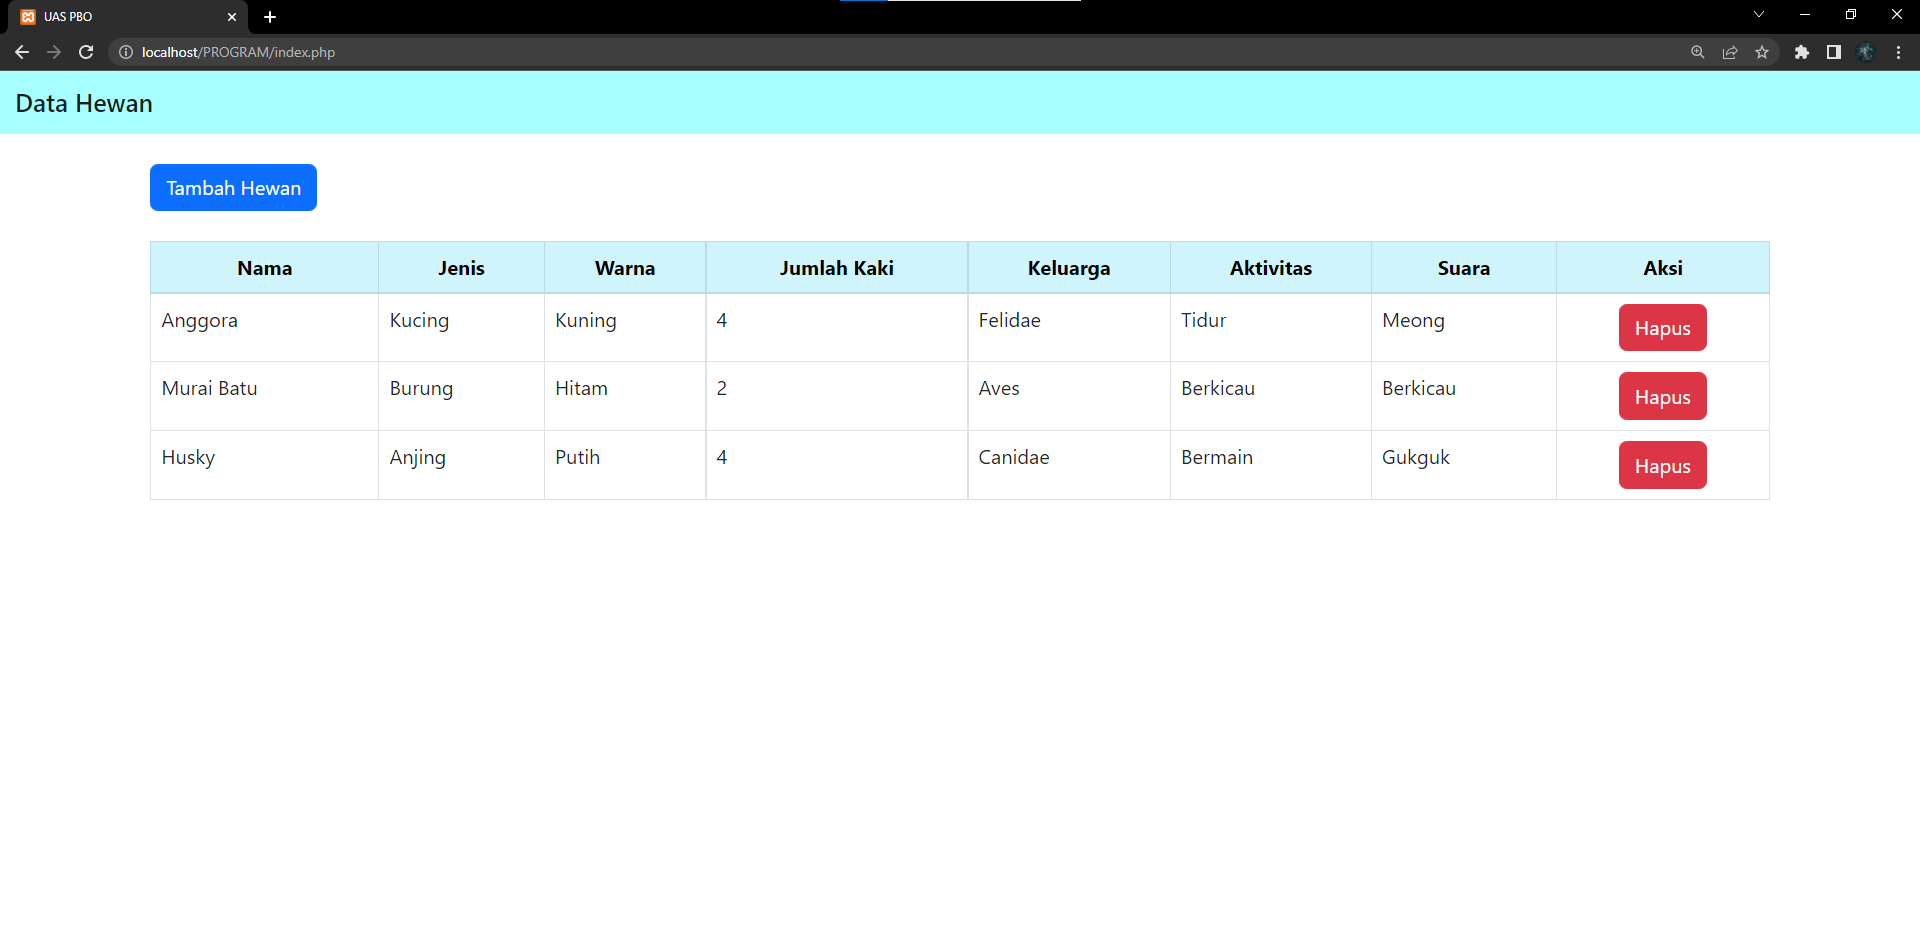 UAS PBO
localhost/PROGRAM/index.php
Data Hewan
Tambah Hewan
Nama Jenis Warna Jumlah Kaki Keluarga Aktivitas Suara Aksi
Anggora Kucing Kuning 4 Felidae Tidur Meong Hapus
Murai Batu Burung Hitam 2 Aves Berkicau Berkicau Hapus
Husky Anjing Putih 4 Canidae Bermain Gukguk Hapus